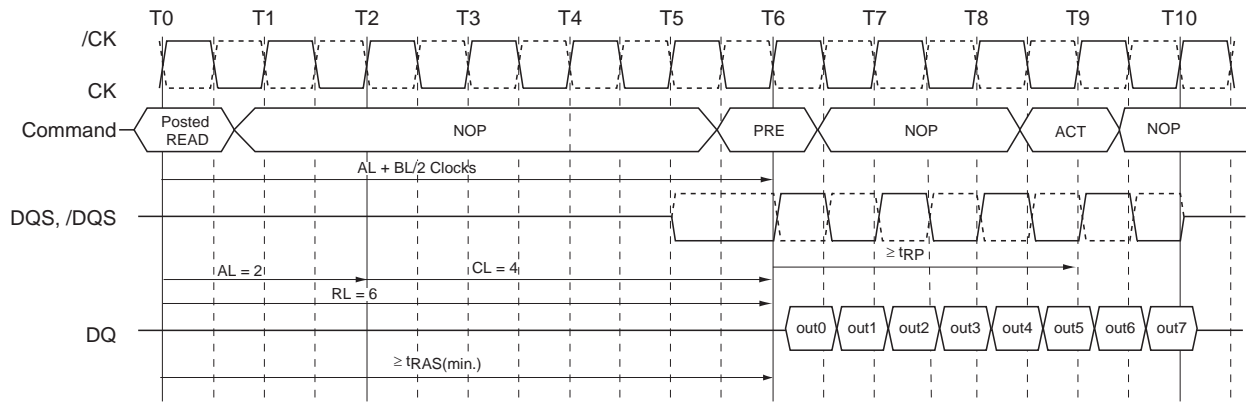 T0 T1 T2 T3 T4 T5 T6 T7 T8 T9 T10
/CK
CK
Command
Posted READ
NOP
PRE
NOP
ACT
NOP
AL + BL/2 Clocks
DQS, /DQS
≥ tRP
AL = 2
CL = 4
RL = 6
DQ
out0 out1 out2 out3 out4 out5 out6 out7
≥ tRAS(min.)